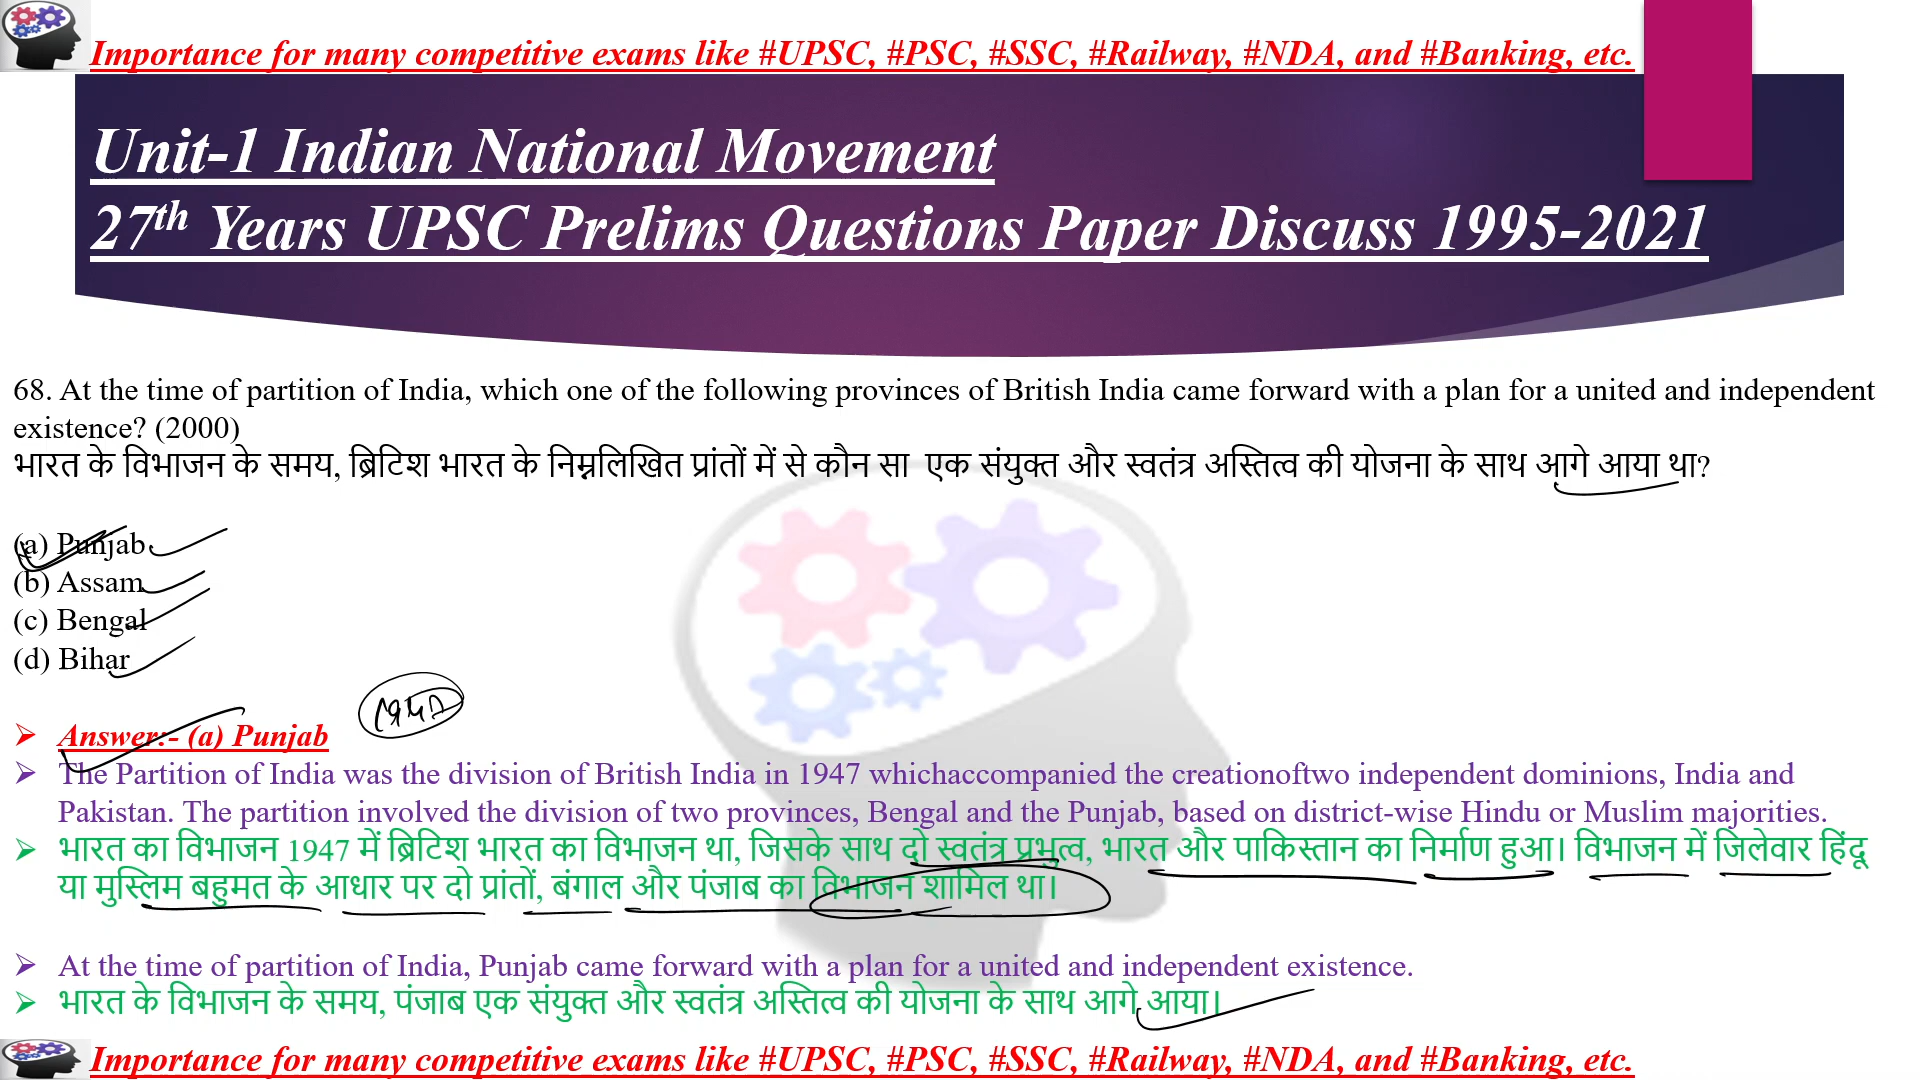 Importance for many competitive exams like #UPSC, #PSC, #SSC, #Railway, #NDA, and #Banking, etc.
Unit-1 Indian National Movement
27th Years UPSC Prelims Questions Paper Discuss 1995-2021
68. At the time of partition of India, which one of the following provinces of British India came forward with a plan for a united and independent
existence? (2000)
भारत के विभाजन के समय, ब्रिटिश भारत के निम्नलिखित प्रांतों में से कौन सा एक संयुक्त और स्वतंत्र अस्तित्व की योजना के साथ आगे आया था?
(a) Punjab
(b) Assam
(c) Bengal
(d) Bihar
➢ Answer:- (a) Punjab
➢ The Partition of India was the division of British India in 1947 whichaccompanied the creationoftwo independent dominions, India and
Pakistan. The partition involved the division of two provinces, Bengal and the Punjab, based on district-wise Hindu or Muslim majorities.
➢ भारत का विभाजन 1947 में ब्रिटिश भारत का विभाजन था, जिसके साथ दो स्वतंत्र प्रभुत्व, भारत और पाकिस्तान का निर्माण हुआ। विभाजन में जिलेवार हिंदू
या मुस्लिम बहुमत के आधार पर दो प्रांतों, बंगाल और पंजाब का विभाजन शामिल था।
➢ At the time of partition of India, Punjab came forward with a plan for a united and independent existence.
➢ भारत के विभाजन के समय, पंजाब एक संयुक्त और स्वतंत्र अस्तित्व की योजना के साथ आगे आया।
Importance for many competitive exams like #UPSC, #PSC, #SSC, #Railway, #NDA, and #Banking, etc.